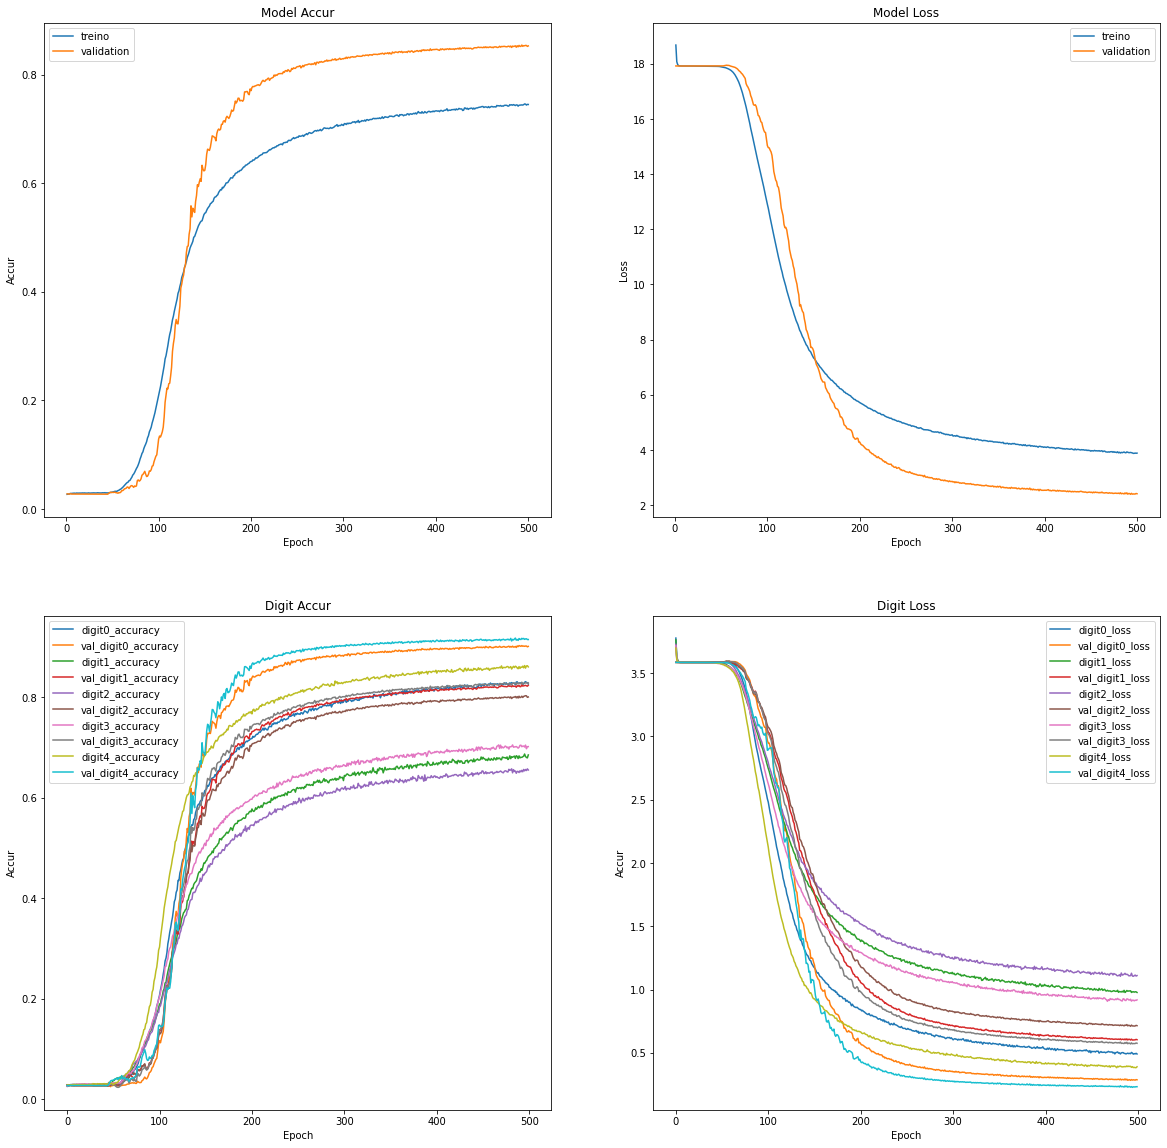 Model Accur
treino
validation
0.8
0.6
0.4
0.2
0.0
Accur
0 100 200 300 400 500
Epoch
Model Loss
treino
validation
18
16
14
12
10
8
6
4
2
Loss
0 100 200 300 400 500
Epoch
Digit Accur
digit0_accuracy
val_digit0_accuracy
digit1_accuracy
val_digit1_accuracy
digit2_accuracy
val_digit2_accuracy
digit3_accuracy
val_digit3_accuracy
digit4_accuracy
val_digit4_accuracy
0.8
0.6
0.4
0.2
0.0
Accur
0 100 200 300 400 500
Epoch
Digit Loss
digit0_loss
val_digit0_loss
digit1_loss
val_digit1_loss
digit2_loss
val_digit2_loss
digit3_loss
val_digit3_loss
digit4_loss
val_digit4_loss
3.5
3.0
2.5
2.0
1.5
1.0
0.5
Accur
0 100 200 300 400 500
Epoch